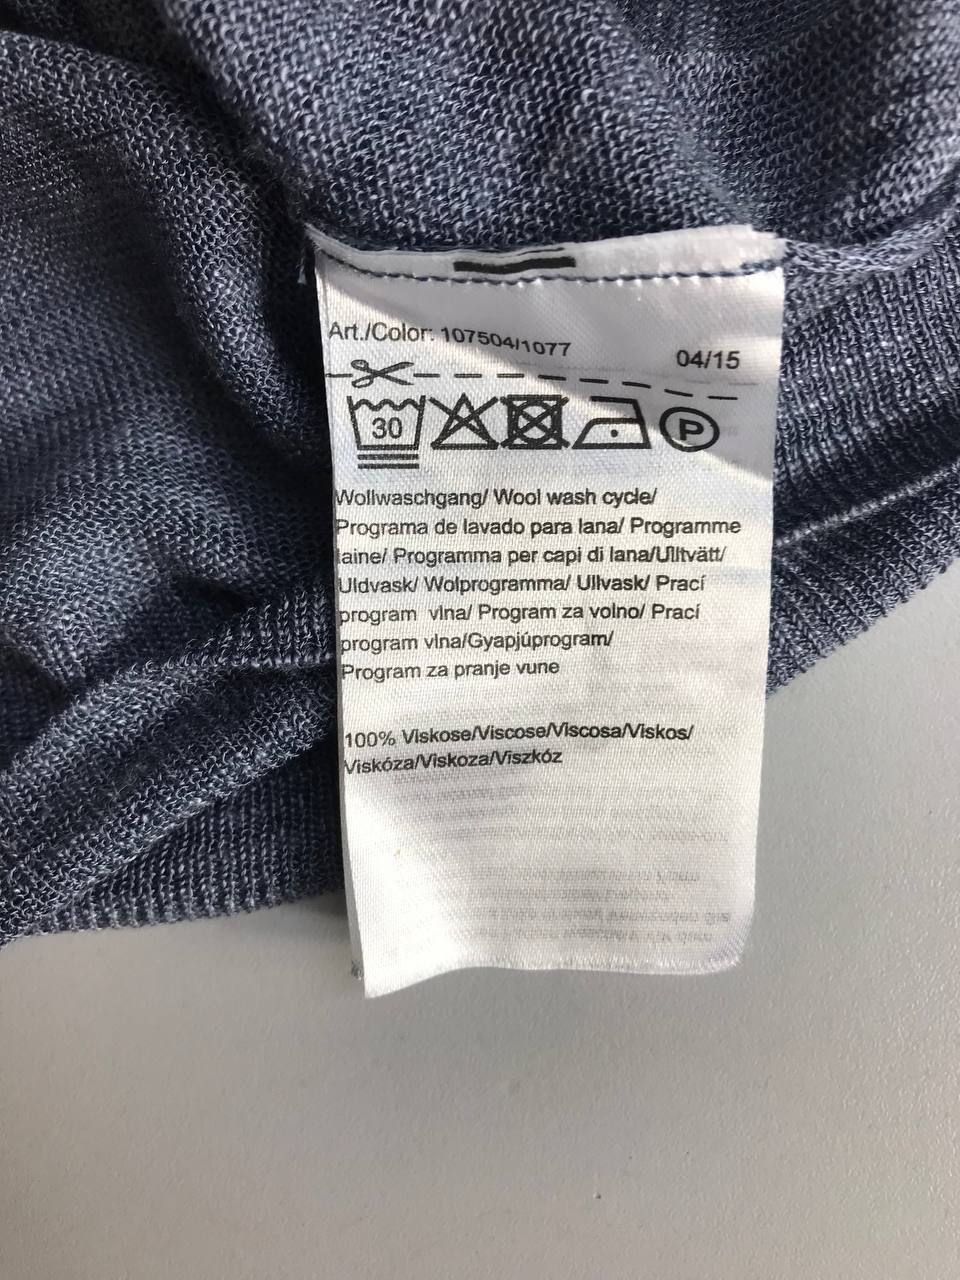 Art./Color: 107504/1077
04/15
30
P
Wollwaschgang/ Wool wash cycle/
Programa de lavado para lana/ Programme
laine/ Programma per capi di lana/Ulltvätt/
Uldvask/ Wolprogramma/ Ullvask/ Prací
program vlna/ Program za volno/ Prací
program vlna/Gyapjúprogram/
Program za pranje vune
100% Viskose/Viscose/Viscosa/Viskos/
Viskóza/Viskoza/Viszkóz